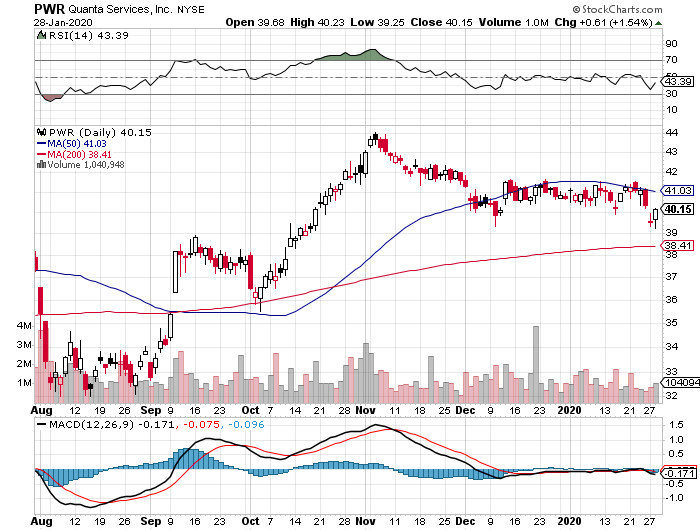 PWR Quanta Services, Inc. NYSE © StockCharts.com
28-Jan-2020 Open 39.68 High 40.23 Low 39.25 Close 40.15 Volume 1.0M Chg +0.61 (+1.54%)
RSI(14) 43.39
90
70
50
43.39
30
10
PWR (Daily) 40.15
MA(50) 41.03
MA(200) 38.41
Volume 1,040,948
44
43
42
41.03
40.15
39
38.41
38
37
36
35
34
33
32
4M
3M
2M
1M
104094
Aug 12 19 26 Sep 9 16 23 Oct 7 14 21 28 Nov 11 18 25 Dec 9 16 23 2020 13 21 27
MACD(12,26,9) -0.171, -0.075, -0.096
1.5
1.0
0.5
-0.171
-0.5
-1.0
Aug 12 19 26 Sep 9 16 23 Oct 7 14 21 28 Nov 11 18 25 Dec 9 16 23 2020 13 21 27